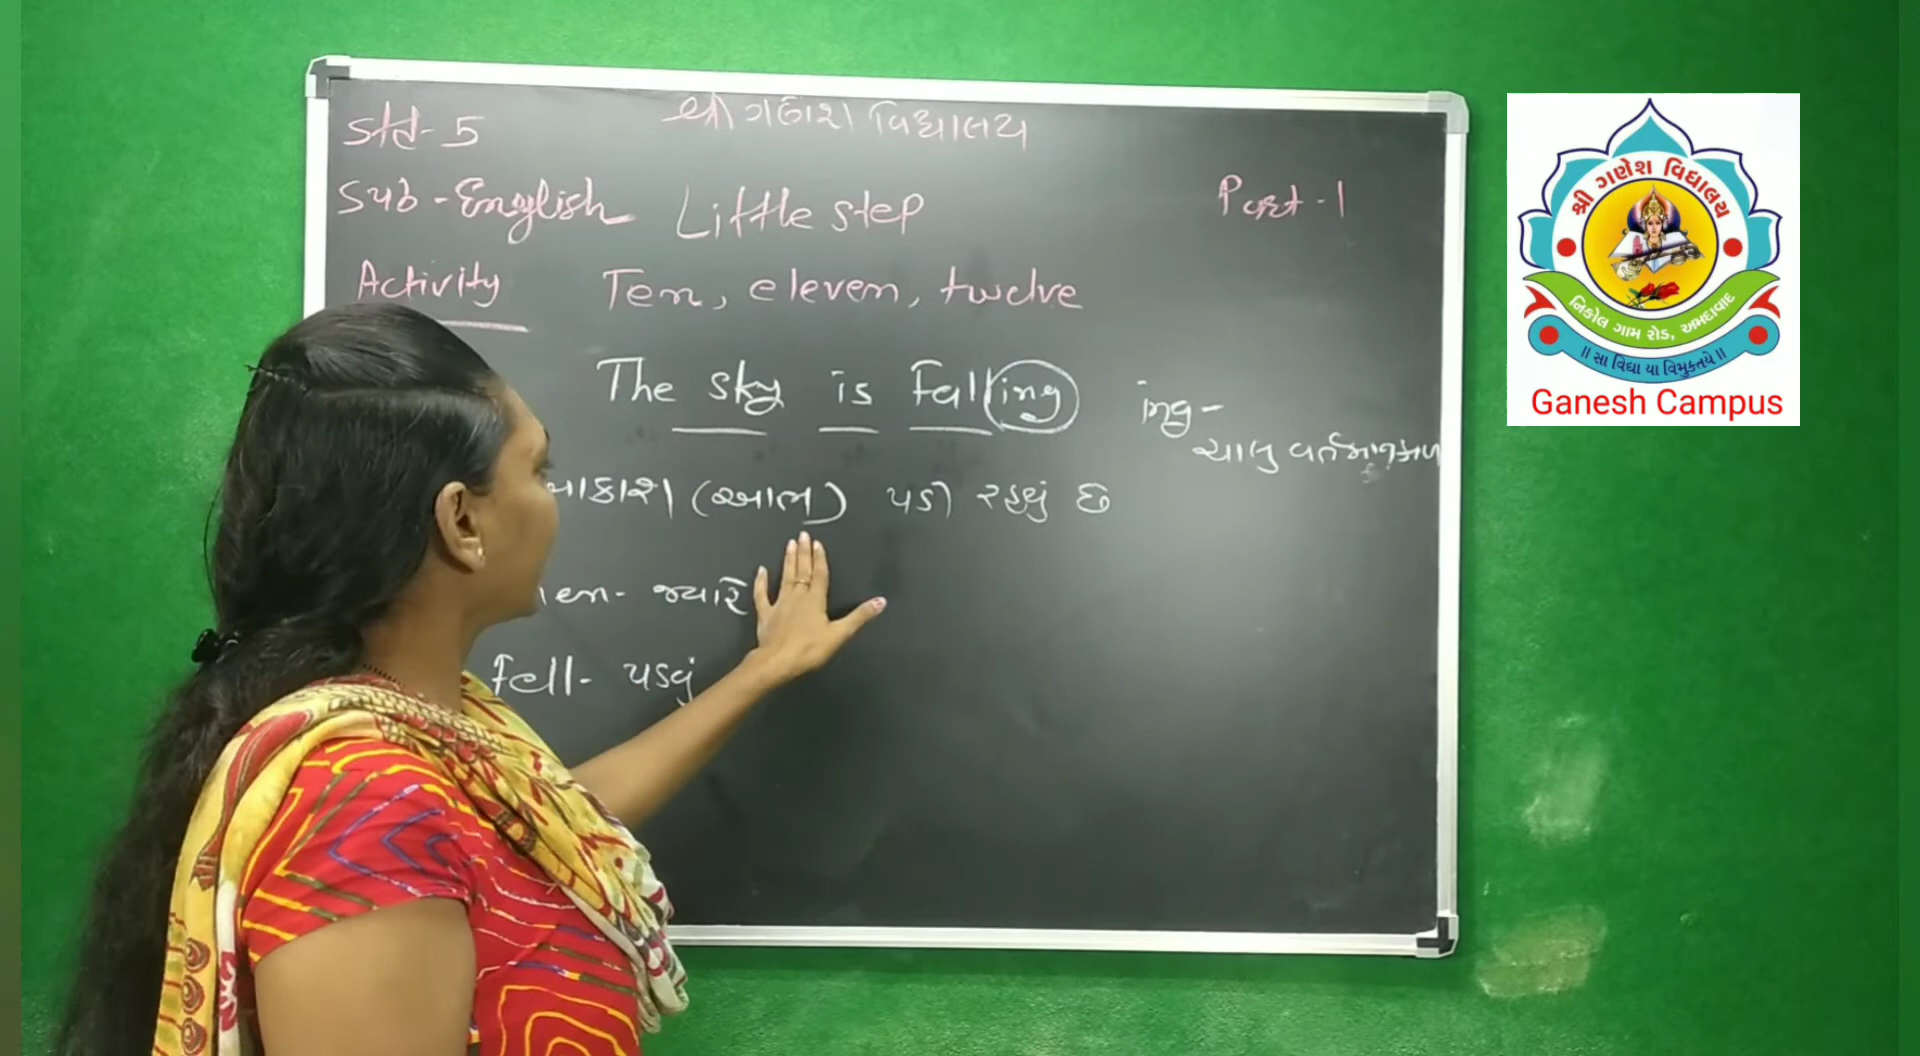 શ્રી ગણેશ વિદ્યાલય
Std-5
Sub-English Little step Part-1
Activity Ten, eleven, twelve
The sky is Falling ing-
ચાલુ વર્તમાનકાળ
(આભ) પડી રહ્યું છે
જ્યારે
Fell- પડવું
શ્રી ગણેશ વિદ્યાલય
નિકોલ ગામ રોડ, અમદાવાદ
॥ સા વિદ્યા યા વિમુક્તયે ॥
Ganesh Campus